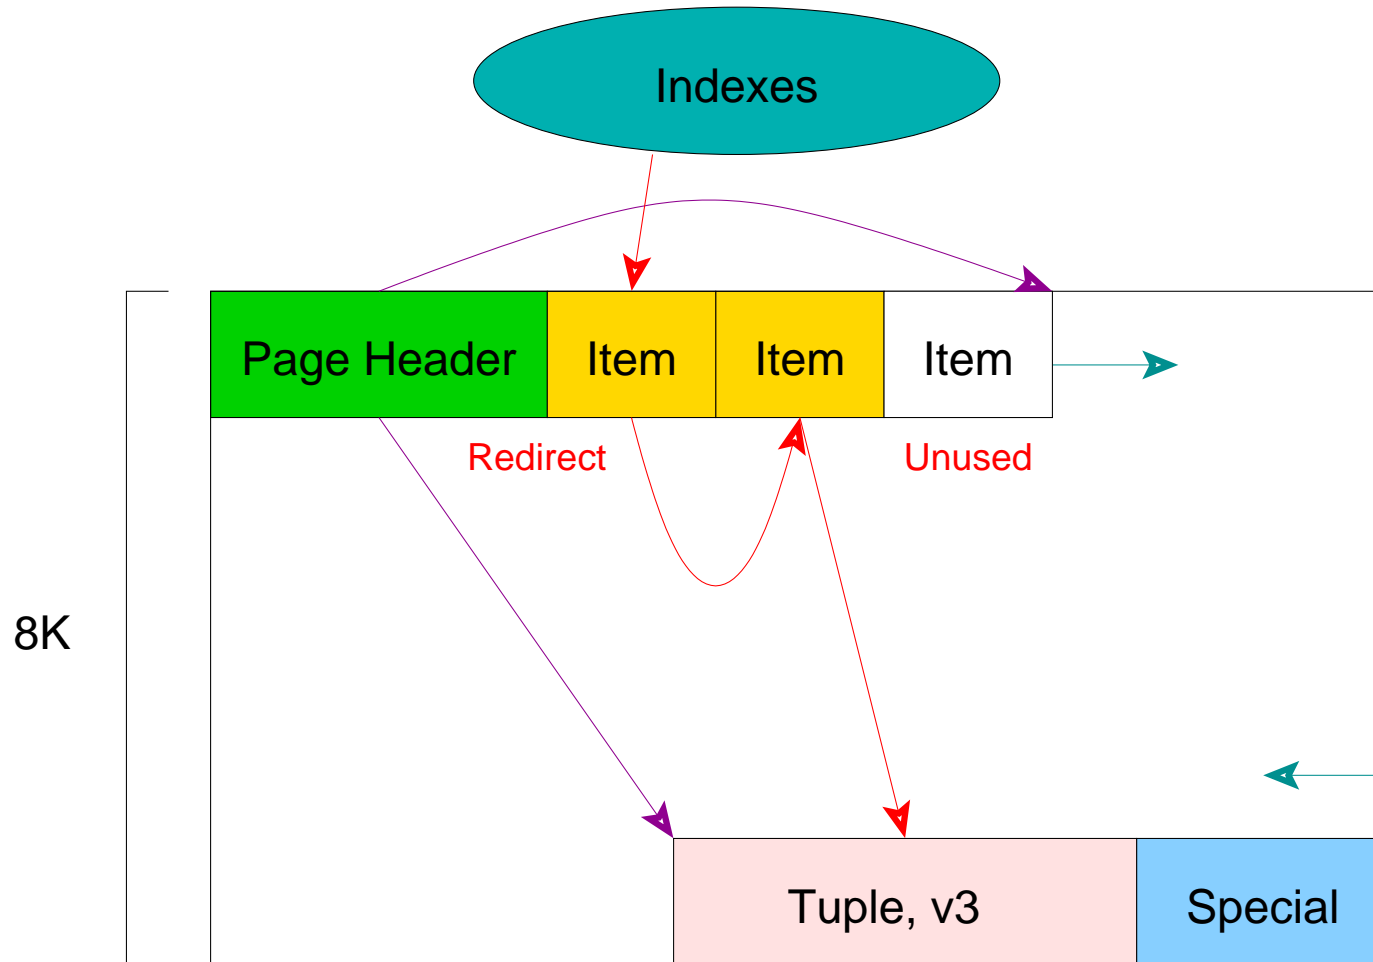 Indexes
Page Header
Item
Item
Item
Redirect
Unused
8K
Tuple, v3
Special